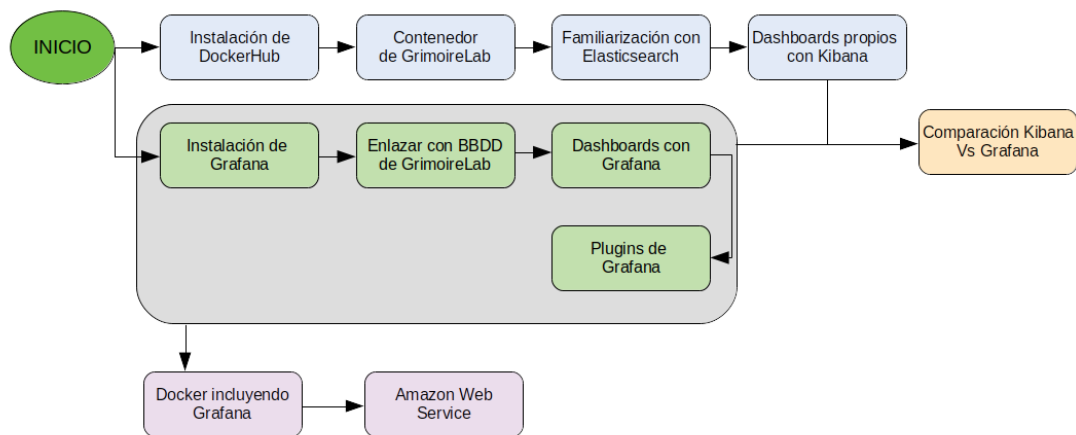 INICIO
Instalación de
DockerHub
Contenedor
de GrimoireLab
Familiarización con
Elasticsearch
Dashboards propios
con Kibana
Instalación de
Grafana
Enlazar con BBDD
de GrimoireLab
Dashboards con
Grafana
Comparación Kibana
Vs Grafana
Plugins de
Grafana
Docker incluyendo
Grafana
Amazon Web
Service